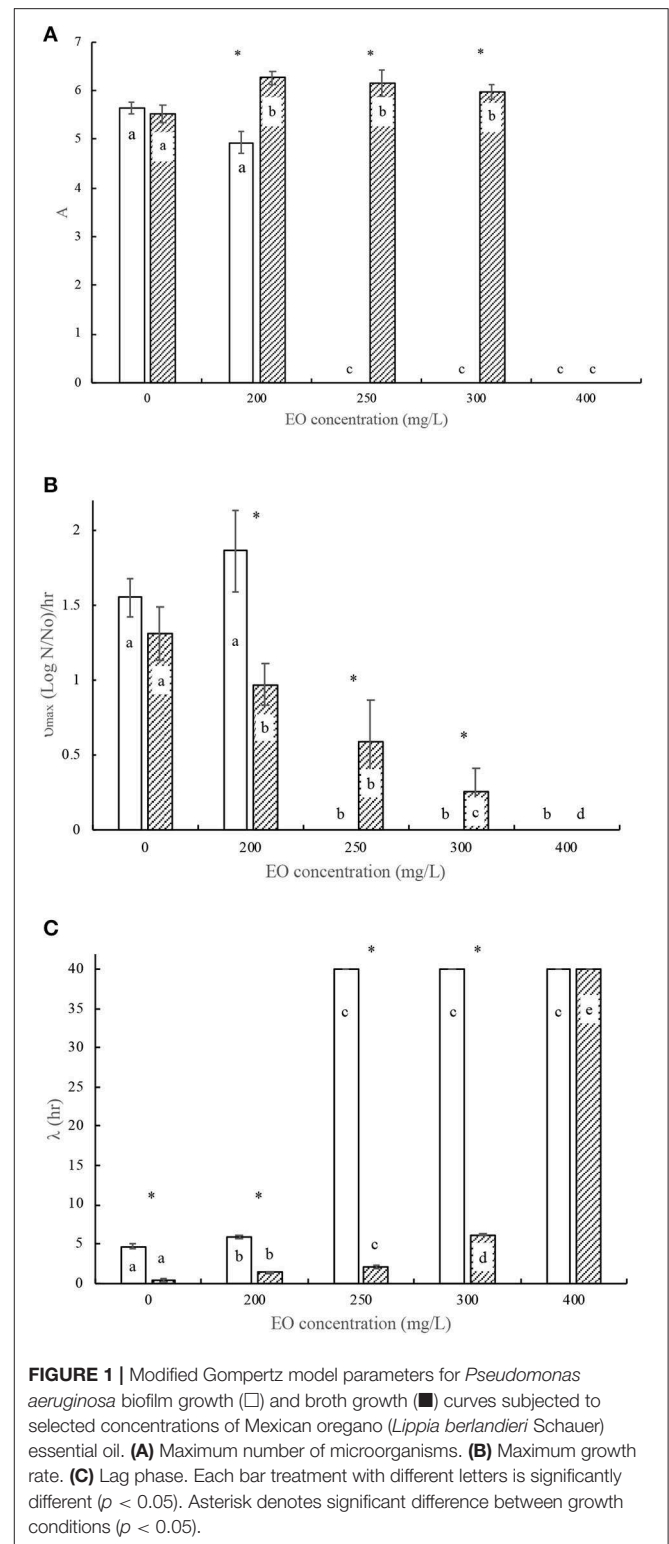 A
7
6
5
4
3
2
1
0
A
* * *
a a a b c b c b c c
0 200 250 300 400
EO concentration (mg/L)
B
2
1.5
1
0.5
0
υmax (Log N/No)/hr
* * *
a a a b b b b c b d
0 200 250 300 400
EO concentration (mg/L)
C
40
35
30
25
20
15
10
5
0
λ (hr)
* * * *
a a b b c c c d c e
0 200 250 300 400
EO concentration (mg/L)
FIGURE 1 | Modified Gompertz model parameters for Pseudomonas
aeruginosa biofilm growth (□) and broth growth (■) curves subjected to
selected concentrations of Mexican oregano (Lippia berlandieri Schauer)
essential oil. (A) Maximum number of microorganisms. (B) Maximum growth
rate. (C) Lag phase. Each bar treatment with different letters is significantly
different (p < 0.05). Asterisk denotes significant difference between growth
conditions (p < 0.05).